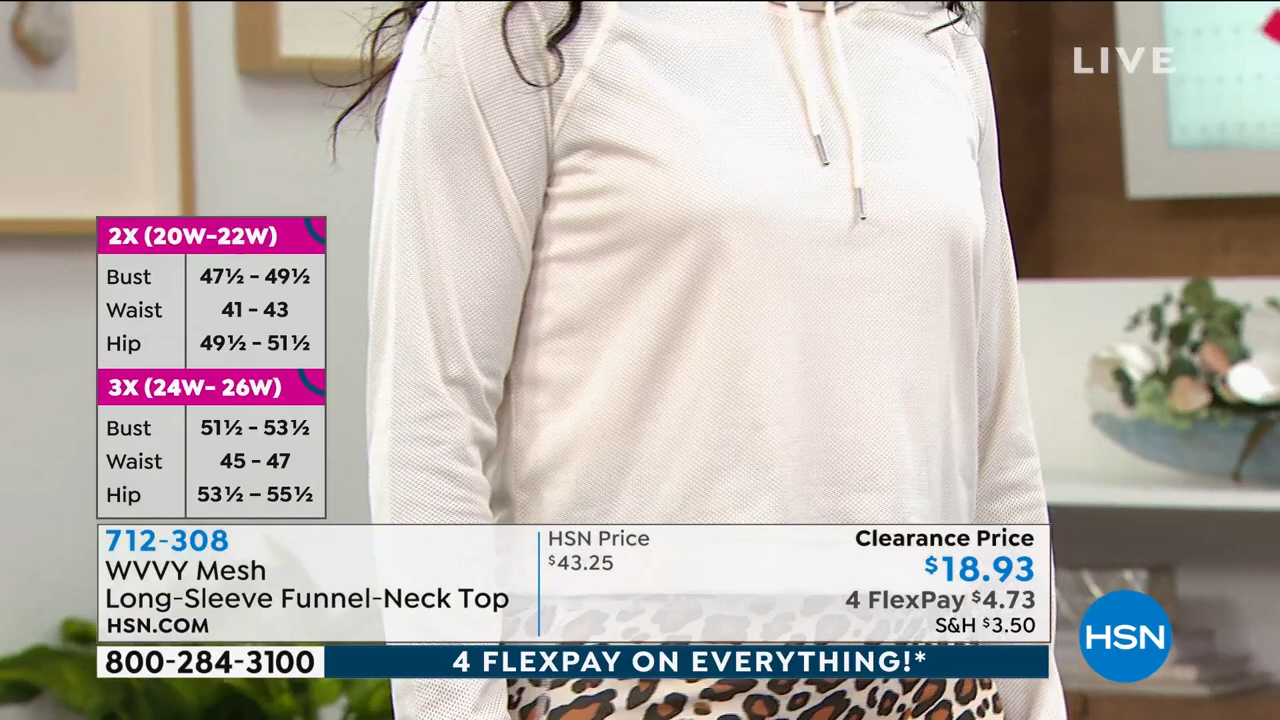 LIVE
2X (20W-22W)
Bust 47½ - 49½
Waist 41 - 43
Hip 49½ - 51½
3X (24W- 26W)
Bust 51½ - 53½
Waist 45 - 47
Hip 53½ - 55½
712-308
WVVY Mesh
Long-Sleeve Funnel-Neck Top
HSN.COM
HSN Price
$43.25
Clearance Price
$18.93
4 FlexPay $4.73
S&H $3.50
HSN
800-284-3100
4 FLEXPAY ON EVERYTHING!*